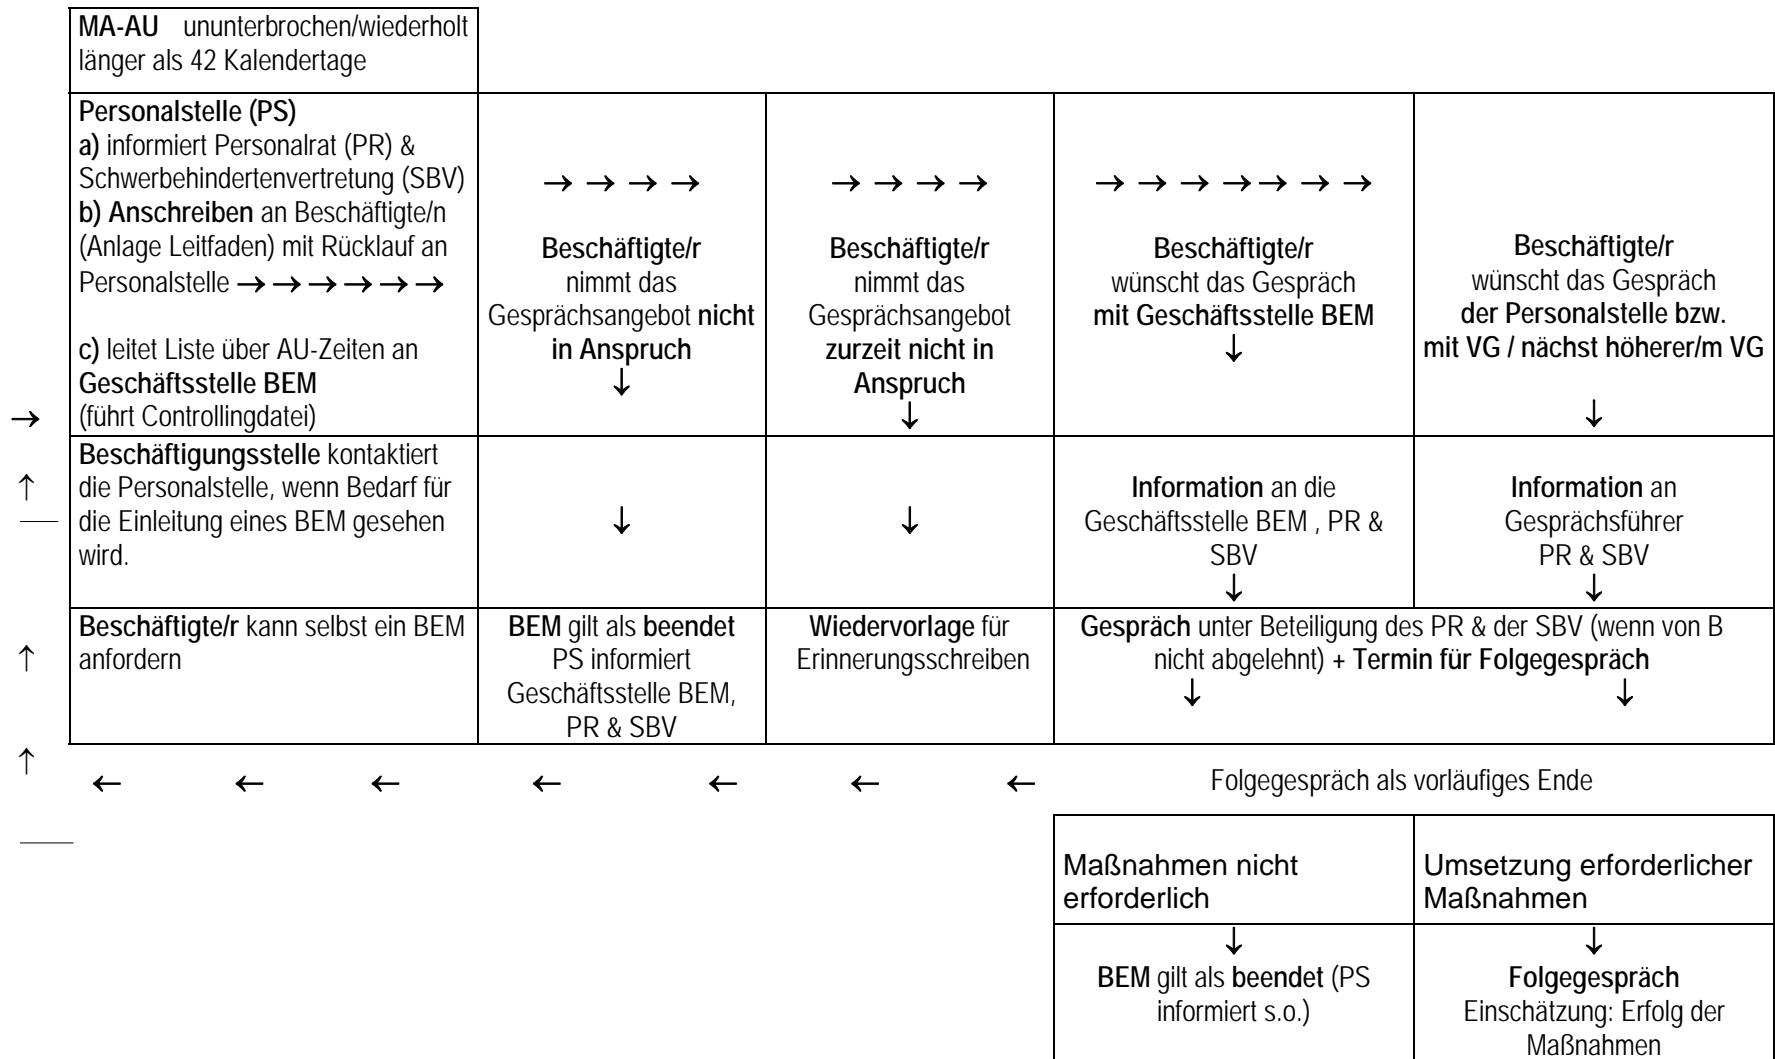 MA-AU ununterbrochen/wiederholt
länger als 42 Kalendertage
Personalstelle (PS)
a) informiert Personalrat (PR) &
Schwerbehindertenvertretung (SBV)
b) Anschreiben an Beschäftigte/n
(Anlage Leitfaden) mit Rücklauf an
Personalstelle → → → → → →
c) leitet Liste über AU-Zeiten an
Geschäftsstelle BEM
(führt Controllingdatei)
→ → → →
Beschäftigte/r
nimmt das
Gesprächsangebot nicht
in Anspruch
↓
→ → → →
Beschäftigte/r
nimmt das
Gesprächsangebot
zurzeit nicht in
Anspruch
↓
→ → → → → → →
Beschäftigte/r
wünscht das Gespräch
mit Geschäftsstelle BEM
↓
Beschäftigte/r
wünscht das Gespräch
der Personalstelle bzw.
mit VG / nächst höherer/m VG
↓
→
Beschäftigungsstelle kontaktiert
die Personalstelle, wenn Bedarf für
die Einleitung eines BEM gesehen
wird.
↓
↓
Information an die
Geschäftsstelle BEM , PR &
SBV
↓
Information an
Gesprächsführer
PR & SBV
↓
↑
Beschäftigte/r kann selbst ein BEM
anfordern
BEM gilt als beendet
PS informiert
Geschäftsstelle BEM,
PR & SBV
Wiedervorlage für
Erinnerungsschreiben
Gespräch unter Beteiligung des PR & der SBV (wenn von B
nicht abgelehnt) + Termin für Folgegespräch
↓ ↓
↑
↑
← ← ← ← ← ← ← Folgegespräch als vorläufiges Ende
Maßnahmen nicht
erforderlich
Umsetzung erforderlicher
Maßnahmen
↓
BEM gilt als beendet (PS
informiert s.o.)
↓
Folgegespräch
Einschätzung: Erfolg der
Maßnahmen